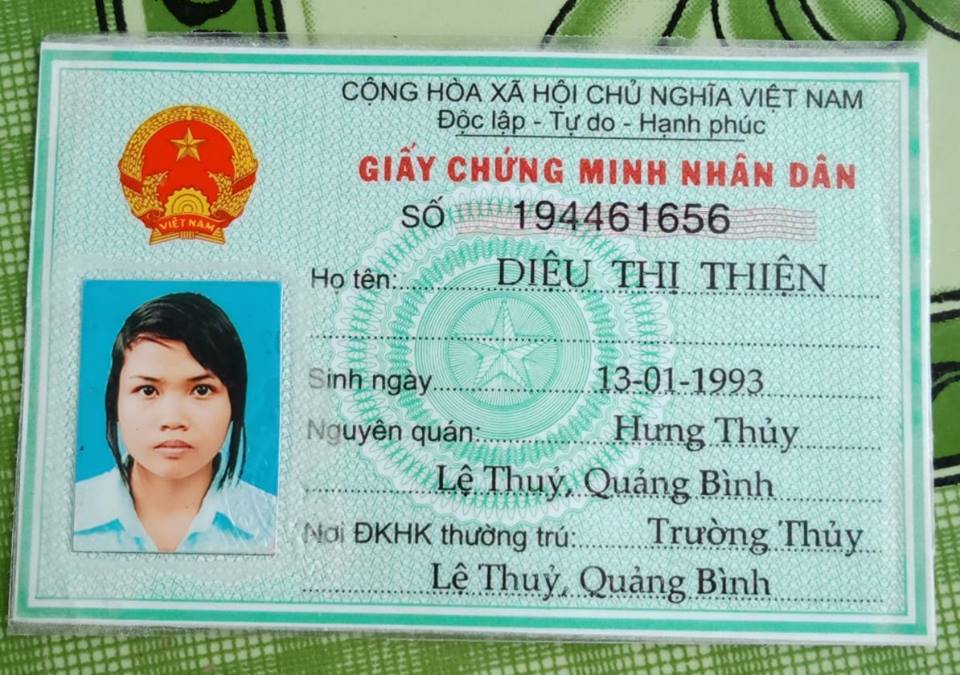 CỘNG HÒA XÃ HỘI CHỦ NGHĨA VIỆT NAM
Độc lập - Tự do - Hạnh phúc
GIẤY CHỨNG MINH NHÂN DÂN
VIỆT NAM
SỐ 194461656
Họ tên: DIỆU THỊ THIỆN
Sinh ngày 13-01-1993
Nguyên quán: Hưng Thủy
Lệ Thuỷ, Quảng Bình
Nơi ĐKHK thường trú: Trường Thủy
Lệ Thuỷ, Quảng Bình